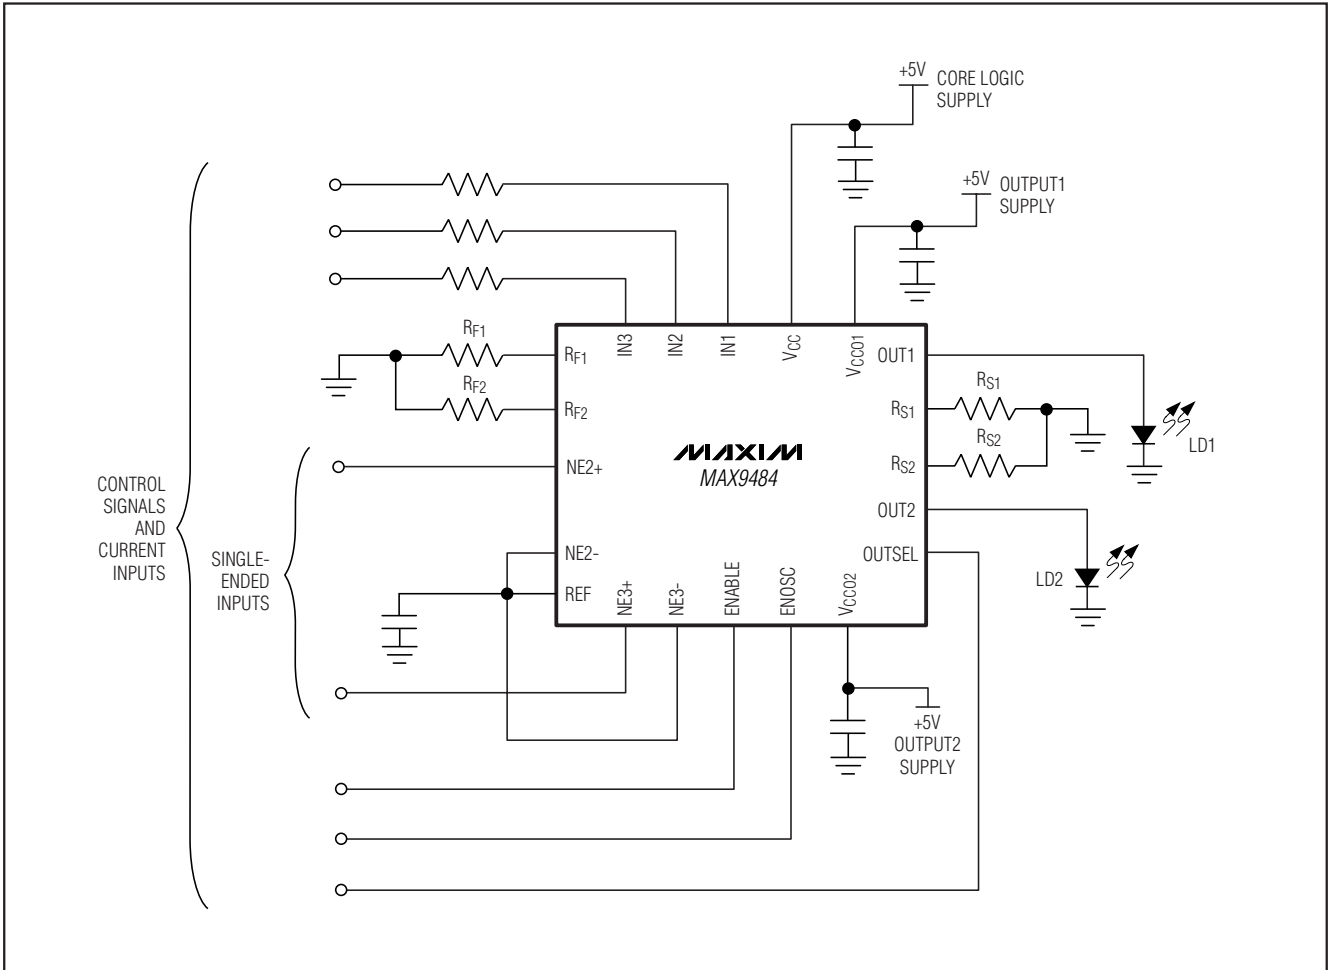 +5V
CORE LOGIC
SUPPLY
+5V
OUTPUT1
SUPPLY
IN3
IN2
IN1
VCC
VCCO1
RF1
RF1
OUT1
RF2
RF2
RS1
RS1
RS2
RS2
LD1
MAXIM
MAX9484
NE2+
NE2-
REF
OUT2
OUTSEL
LD2
NE3+
NE3-
ENABLE
ENOSC
VCCO2
CONTROL
SIGNALS
AND
CURRENT
INPUTS
SINGLE-
ENDED
INPUTS
+5V
OUTPUT2
SUPPLY